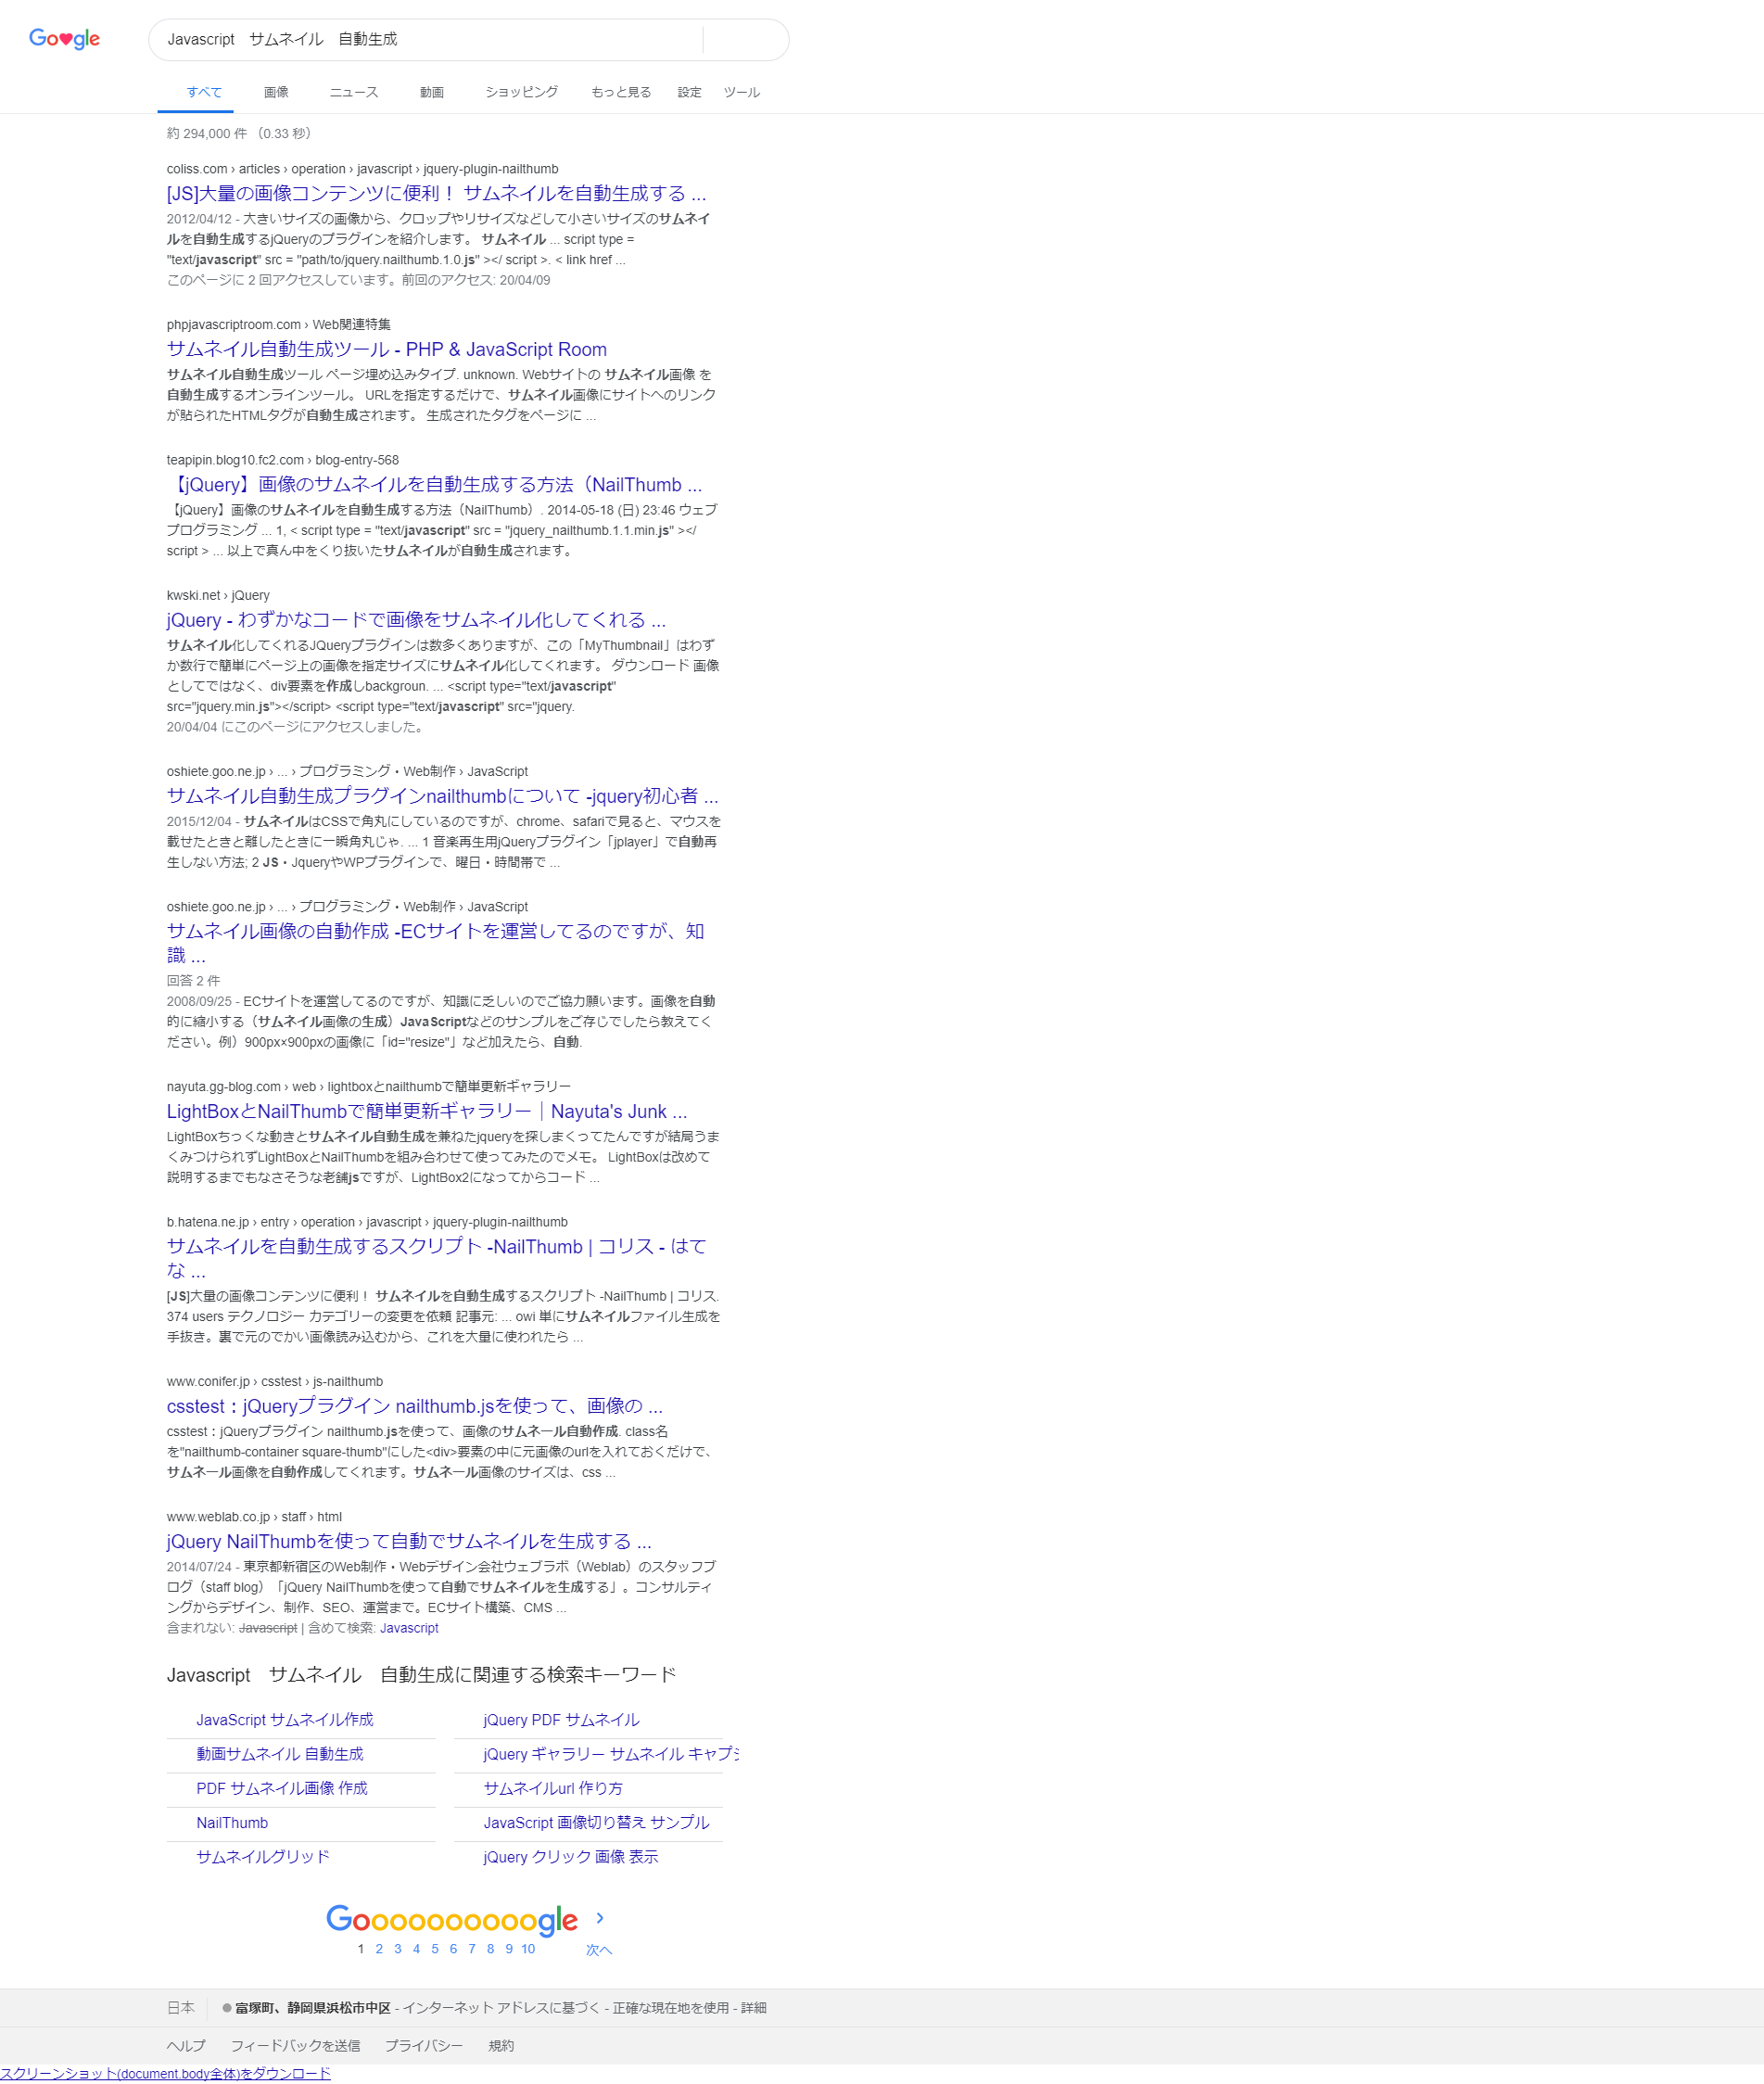 Google
Javascript　サムネイル　自動生成
すべて 画像 ニュース 動画 ショッピング もっと見る 設定 ツール
約 294,000 件 （0.33 秒）
coliss.com › articles › operation › javascript › jquery-plugin-nailthumb
[JS]大量の画像コンテンツに便利！ サムネイルを自動生成する ...
2012/04/12 - 大きいサイズの画像から、クロップやリサイズなどして小さいサイズのサムネイ
ルを自動生成するjQueryのプラグインを紹介します。 サムネイル ... script type =
"text/javascript" src = "path/to/jquery.nailthumb.1.0.js" ></ script >. < link href ...
このページに 2 回アクセスしています。前回のアクセス: 20/04/09
phpjavascriptroom.com › Web関連特集
サムネイル自動生成ツール - PHP & JavaScript Room
サムネイル自動生成ツール ページ埋め込みタイプ. unknown. Webサイトの サムネイル画像 を
自動生成するオンラインツール。 URLを指定するだけで、サムネイル画像にサイトへのリンク
が貼られたHTMLタグが自動生成されます。 生成されたタグをページに ...
teapipin.blog10.fc2.com › blog-entry-568
【jQuery】画像のサムネイルを自動生成する方法（NailThumb ...
【jQuery】画像のサムネイルを自動生成する方法（NailThumb）. 2014-05-18 (日) 23:46 ウェブ
プログラミング ... 1, < script type = "text/javascript" src = "jquery_nailthumb.1.1.min.js" ></
script > ... 以上で真ん中をくり抜いたサムネイルが自動生成されます。
kwski.net › jQuery
jQuery - わずかなコードで画像をサムネイル化してくれる ...
サムネイル化してくれるJQueryプラグインは数多くありますが、この「MyThumbnail」はわず
か数行で簡単にページ上の画像を指定サイズにサムネイル化してくれます。 ダウンロード 画像
としてではなく、div要素を作成しbackgroun. ... <script type="text/javascript"
src="jquery.min.js"></script> <script type="text/javascript" src="jquery.
20/04/04 にこのページにアクセスしました。
oshiete.goo.ne.jp › ... › プログラミング・Web制作 › JavaScript
サムネイル自動生成プラグインnailthumbについて -jquery初心者 ...
2015/12/04 - サムネイルはCSSで角丸にしているのですが、chrome、safariで見ると、マウスを
載せたときと離したときに一瞬角丸じゃ. ... 1 音楽再生用jQueryプラグイン「jplayer」で自動再
生しない方法; 2 JS・JqueryやWPプラグインで、曜日・時間帯で ...
oshiete.goo.ne.jp › ... › プログラミング・Web制作 › JavaScript
サムネイル画像の自動作成 -ECサイトを運営してるのですが、知
識 ...
回答 2 件
2008/09/25 - ECサイトを運営してるのですが、知識に乏しいのでご協力願います。画像を自動
的に縮小する（サムネイル画像の生成）JavaScriptなどのサンプルをご存じでしたら教えてく
ださい。例）900px×900pxの画像に「id="resize"」など加えたら、自動.
nayuta.gg-blog.com › web › lightboxとnailthumbで簡単更新ギャラリー
LightBoxとNailThumbで簡単更新ギャラリー｜Nayuta's Junk ...
LightBoxちっくな動きとサムネイル自動生成を兼ねたjqueryを探しまくってたんですが結局うま
くみつけられずLightBoxとNailThumbを組み合わせて使ってみたのでメモ。 LightBoxは改めて
説明するまでもなさそうな老舗jsですが、LightBox2になってからコード ...
b.hatena.ne.jp › entry › operation › javascript › jquery-plugin-nailthumb
サムネイルを自動生成するスクリプト -NailThumb | コリス - はて
な ...
[JS]大量の画像コンテンツに便利！ サムネイルを自動生成するスクリプト -NailThumb | コリス.
374 users テクノロジー カテゴリーの変更を依頼 記事元: ... owi 単にサムネイルファイル生成を
手抜き。裏で元のでかい画像読み込むから、これを大量に使われたら ...
www.conifer.jp › csstest › js-nailthumb
csstest：jQueryプラグイン nailthumb.jsを使って、画像の ...
csstest：jQueryプラグイン nailthumb.jsを使って、画像のサムネール自動作成. class名
を"nailthumb-container square-thumb"にした<div>要素の中に元画像のurlを入れておくだけで、
サムネール画像を自動作成してくれます。サムネール画像のサイズは、css ...
www.weblab.co.jp › staff › html
jQuery NailThumbを使って自動でサムネイルを生成する ...
2014/07/24 - 東京都新宿区のWeb制作・Webデザイン会社ウェブラボ（Weblab）のスタッフブ
ログ（staff blog）「jQuery NailThumbを使って自動でサムネイルを生成する」。コンサルティ
ングからデザイン、制作、SEO、運営まで。ECサイト構築、CMS ...
含まれない: Javascript | 含めて検索: Javascript
Javascript　サムネイル　自動生成に関連する検索キーワード
JavaScript サムネイル作成 jQuery PDF サムネイル
動画サムネイル 自動生成 jQuery ギャラリー サムネイル キャプシ
PDF サムネイル画像 作成 サムネイルurl 作り方
NailThumb JavaScript 画像切り替え サンプル
サムネイルグリッド jQuery クリック 画像 表示
Goooooooooogle
1 2 3 4 5 6 7 8 9 10 次へ
日本 富塚町、静岡県浜松市中区 - インターネット アドレスに基づく - 正確な現在地を使用 - 詳細
ヘルプ フィードバックを送信 プライバシー 規約
スクリーンショット(document.body全体)をダウンロード